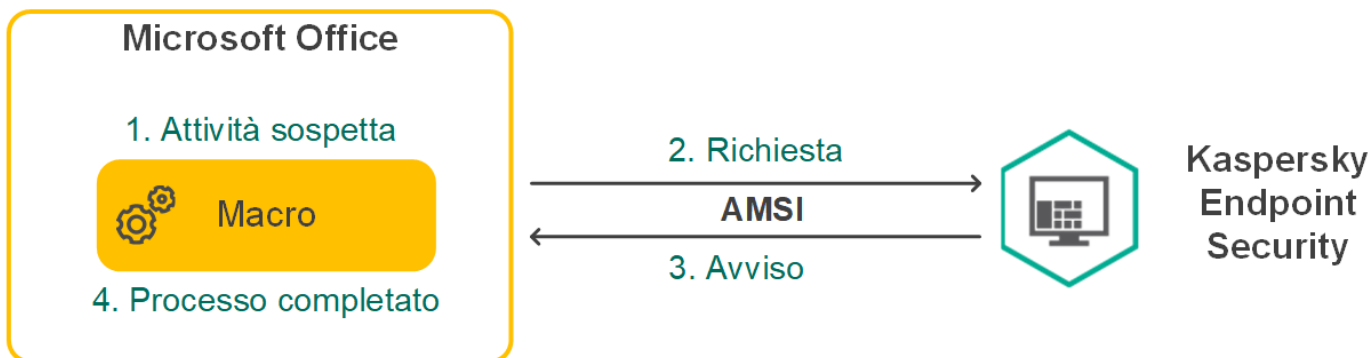 Microsoft Office
1. Attività sospetta
Macro
4. Processo completato
2. Richiesta
AMSI
3. Avviso
Kaspersky
Endpoint
Security